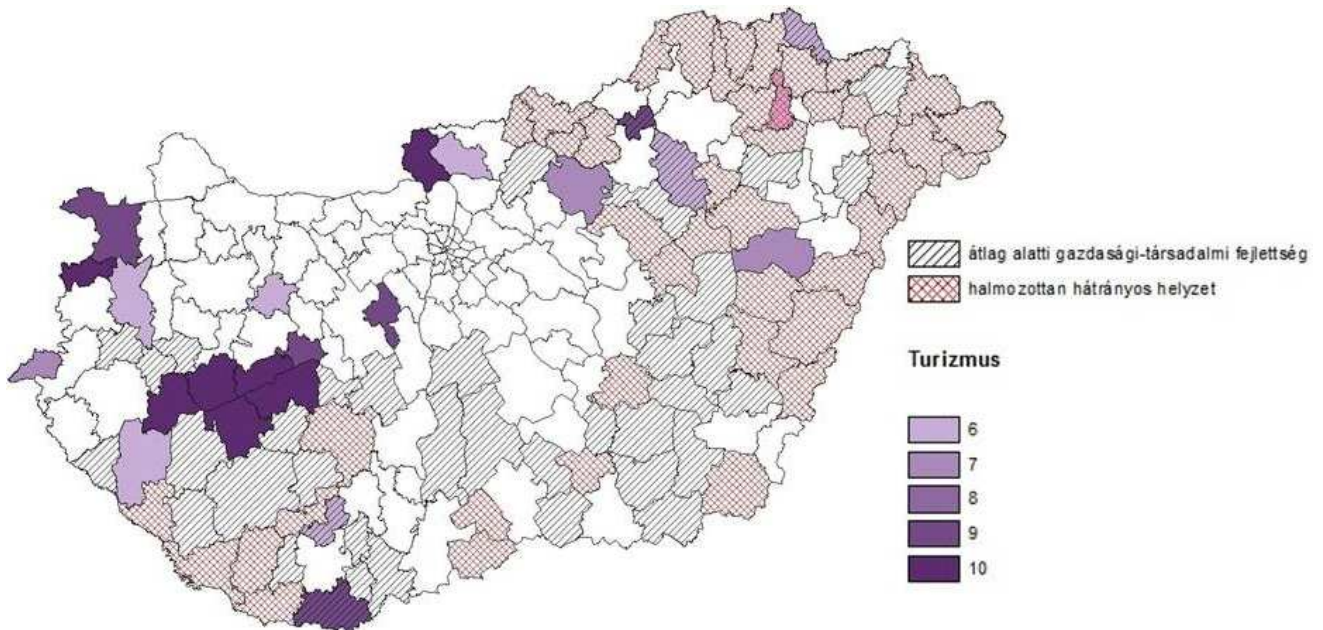 átlag alatti gazdasági-társadalmi fejlettség
halmozottan hátrányos helyzet
Turizmus
6
7
8
9
10